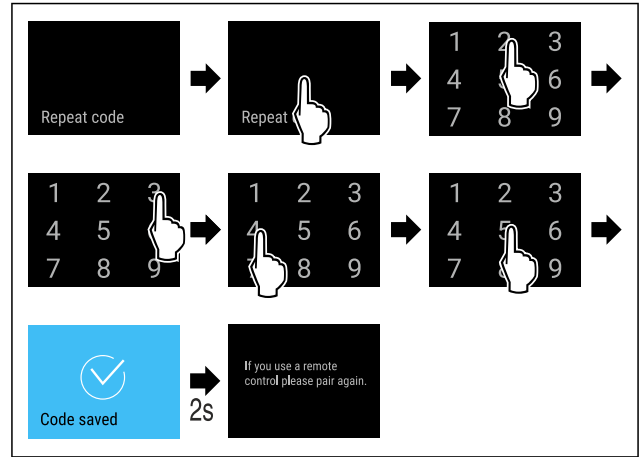 Repeat code
Repeat
1 2 3
4 6
7 8 9
1 2 3
4 5
7 8 9
1 2 3
4 5 6
8 9
1 2 3
4 5 6
7 9
Code saved
2s
If you use a remote
control please pair again.